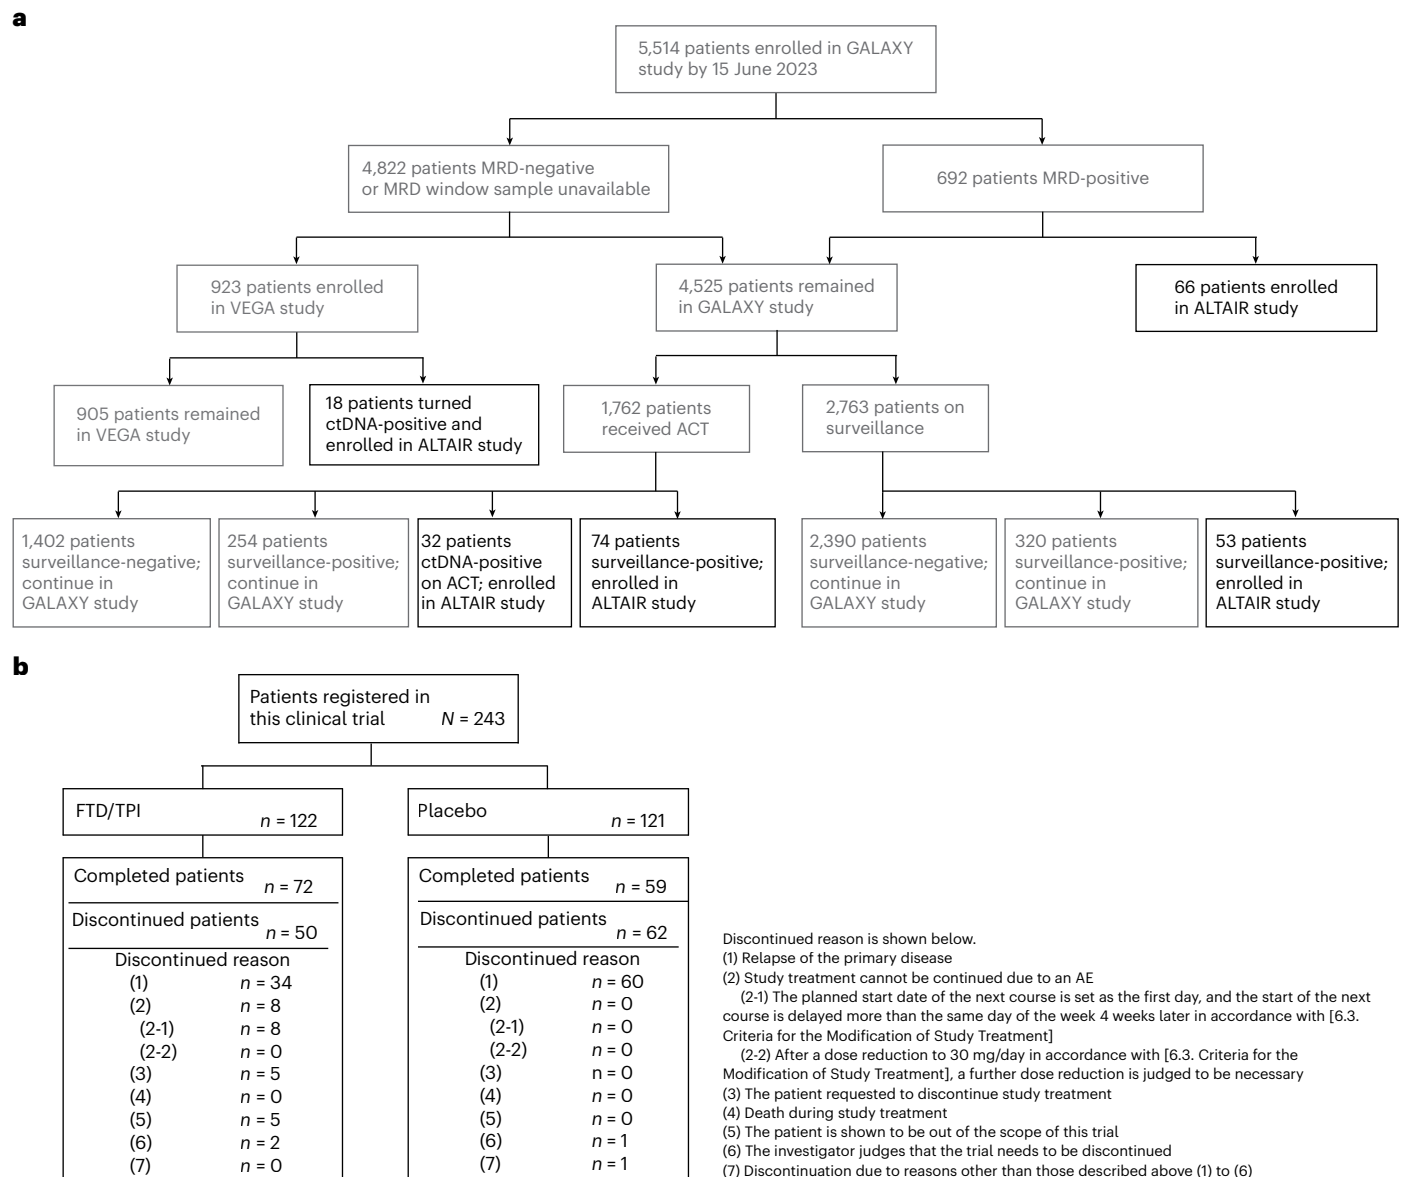 a
5,514 patients enrolled in GALAXY
study by 15 June 2023
4,822 patients MRD-negative
or MRD window sample unavailable
692 patients MRD-positive
923 patients enrolled
in VEGA study
4,525 patients remained
in GALAXY study
66 patients enrolled
in ALTAIR study
905 patients remained
in VEGA study
18 patients turned
ctDNA-positive and
enrolled in ALTAIR study
1,762 patients
received ACT
2,763 patients on
surveillance
1,402 patients
surveillance-negative;
continue in
GALAXY study
254 patients
surveillance-positive;
continue in
GALAXY study
32 patients
ctDNA-positive
on ACT; enrolled
in ALTAIR study
74 patients
surveillance-positive;
enrolled in
ALTAIR study
2,390 patients
surveillance-negative;
continue in
GALAXY study
320 patients
surveillance-positive;
continue in
GALAXY study
53 patients
surveillance-positive;
enrolled in
ALTAIR study
b
Patients registered in
this clinical trial N = 243
FTD/TPI
n = 122
Placebo
n = 121
Completed patients
n = 72
Discontinued patients
n = 50
Discontinued reason
(1) n = 34
(2) n = 8
(2-1) n = 8
(2-2) n = 0
(3) n = 5
(4) n = 0
(5) n = 5
(6) n = 2
(7) n = 0
Completed patients
n = 59
Discontinued patients
n = 62
Discontinued reason
(1) n = 60
(2) n = 0
(2-1) n = 0
(2-2) n = 0
(3) n = 0
(4) n = 0
(5) n = 0
(6) n = 1
(7) n = 1
Discontinued reason is shown below.
(1) Relapse of the primary disease
(2) Study treatment cannot be continued due to an AE
(2-1) The planned start date of the next course is set as the first day, and the start of the next
course is delayed more than the same day of the week 4 weeks later in accordance with [6.3.
Criteria for the Modification of Study Treatment]
(2-2) After a dose reduction to 30 mg/day in accordance with [6.3. Criteria for the
Modification of Study Treatment], a further dose reduction is judged to be necessary
(3) The patient requested to discontinue study treatment
(4) Death during study treatment
(5) The patient is shown to be out of the scope of this trial
(6) The investigator judges that the trial needs to be discontinued
(7) Discontinuation due to reasons other than those described above (1) to (6)